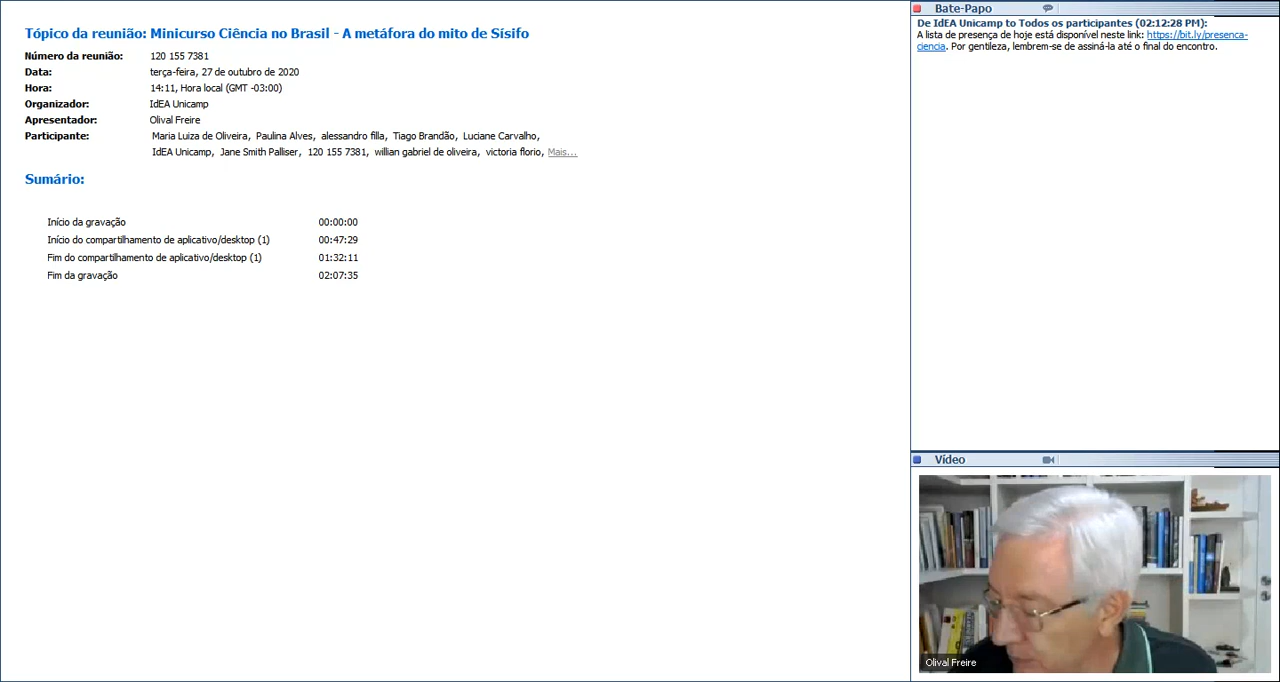 Tópico da reunião: Minicurso Ciência no Brasil - A metáfora do mito de Sísifo
Número da reunião: 120 155 7381
Data: terça-feira, 27 de outubro de 2020
Hora: 14:11, Hora local (GMT -03:00)
Organizador: IdEA Unicamp
Apresentador: Olival Freire
Participante: Maria Luiza de Oliveira, Paulina Alves, alessandro filla, Tiago Brandão, Luciane Carvalho,
IdEA Unicamp, Jane Smith Palliser, 120 155 7381, willian gabriel de oliveira, victoria florio, Mais...
Sumário:
Início da gravação 00:00:00
Início do compartilhamento de aplicativo/desktop (1) 00:47:29
Fim do compartilhamento de aplicativo/desktop (1) 01:32:11
Fim da gravação 02:07:35
Bate-Papo
De IdEA Unicamp to Todos os participantes (02:12:28 PM):
A lista de presença de hoje está disponível neste link: https://bit.ly/presenca-
ciencia. Por gentileza, lembrem-se de assiná-la até o final do encontro.
Vídeo
Olival Freire